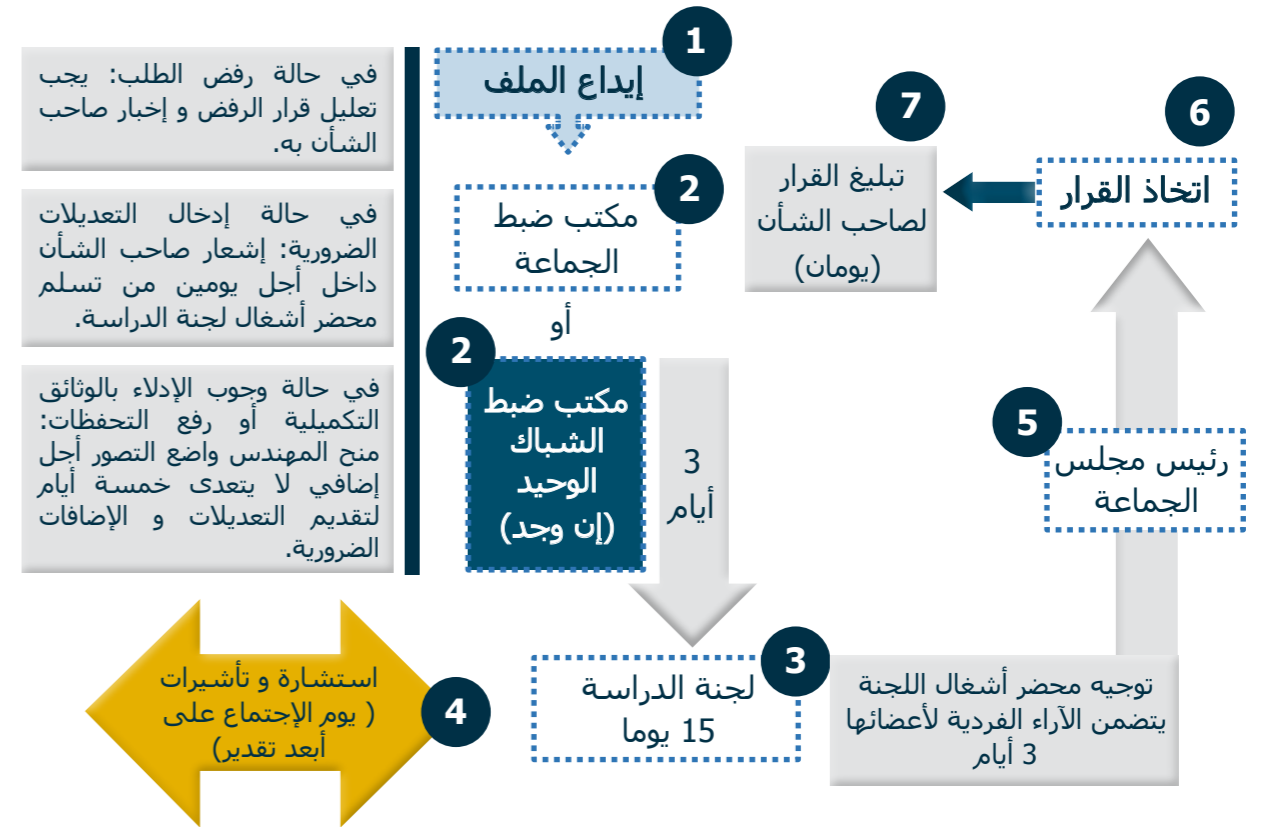 1
إيداع الملف
2
مكتب ضبط
الجماعة
أو
2
مكتب ضبط
الشباك
الوحيد
(إن وجد)
3
أيام
3
لجنة الدراسة
15 يوما
4
استشارة و تأشيرات
( يوم الإجتماع على
أبعد تقدير)
توجيه محضر أشغال اللجنة
يتضمن الآراء الفردية لأعضائها
3 أيام
5
رئيس مجلس
الجماعة
6
اتخاذ القرار
7
تبليغ القرار
لصاحب الشأن
(يومان)
في حالة رفض الطلب: يجب
تعليل قرار الرفض و إخبار صاحب
الشأن به.
في حالة إدخال التعديلات
الضرورية: إشعار صاحب الشأن
داخل أجل يومين من تسلم
محضر أشغال لجنة الدراسة.
في حالة وجوب الإدلاء بالوثائق
التكميلية أو رفع التحفظات:
منح المهندس واضع التصور أجل
إضافي لا يتعدى خمسة أيام
لتقديم التعديلات و الإضافات
الضرورية.